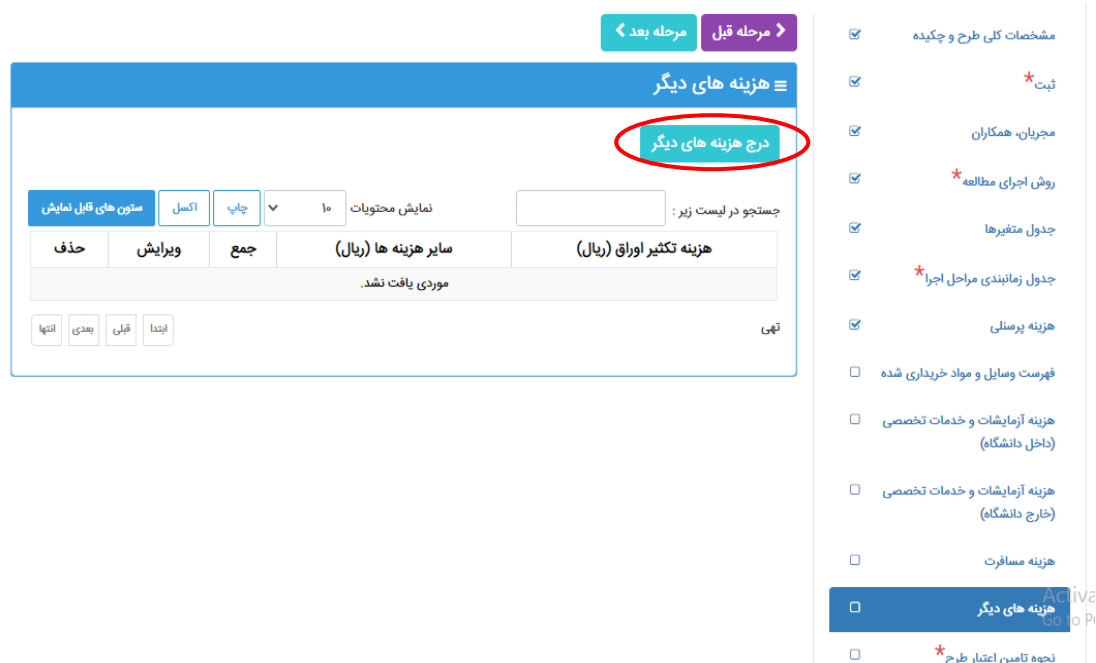 مرحله قبل
مرحله بعد
هزینه های دیگر
درج هزینه های دیگر
جستجو در لیست زیر :
نمایش محتویات ۱۰
چاپ
اکسل
ستون های قابل نمایش
هزینه تکثیر اوراق (ریال) سایر هزینه ها (ریال) جمع ویرایش حذف
موردی یافت نشد.
تهی
ابتدا قبلی بعدی انتها
مشخصات کلی طرح و چکیده
ثبت*
مجریان، همکاران
روش اجرای مطالعه*
جدول متغیرها
جدول زمانبندی مراحل اجرا*
هزینه پرسنلی
فهرست وسایل و مواد خریداری شده
هزینه آزمایشات و خدمات تخصصی
(داخل دانشگاه)
هزینه آزمایشات و خدمات تخصصی
(خارج دانشگاه)
هزینه مسافرت
هزینه های دیگر
نحوه تامین اعتبار طرح*
Activa
Go to P